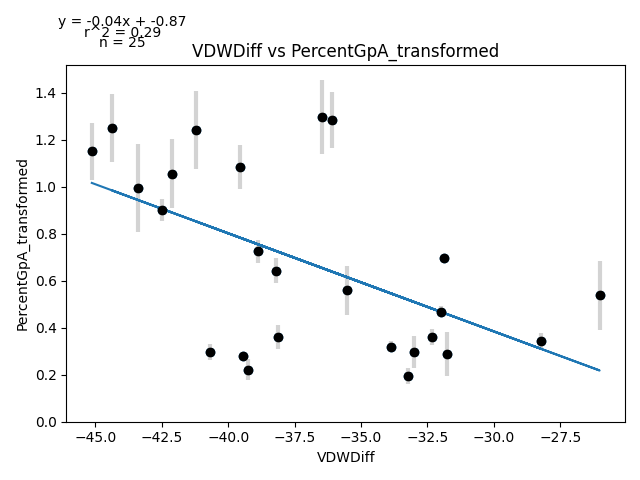 y = -0.04x + -0.87
r^2 = 0.29
n = 25
VDWDiff vs PercentGpA_transformed
PercentGpA_transformed
1.4
1.2
1.0
0.8
0.6
0.4
0.2
0.0
−45.0 −42.5 −40.0 −37.5 −35.0 −32.5 −30.0 −27.5
VDWDiff